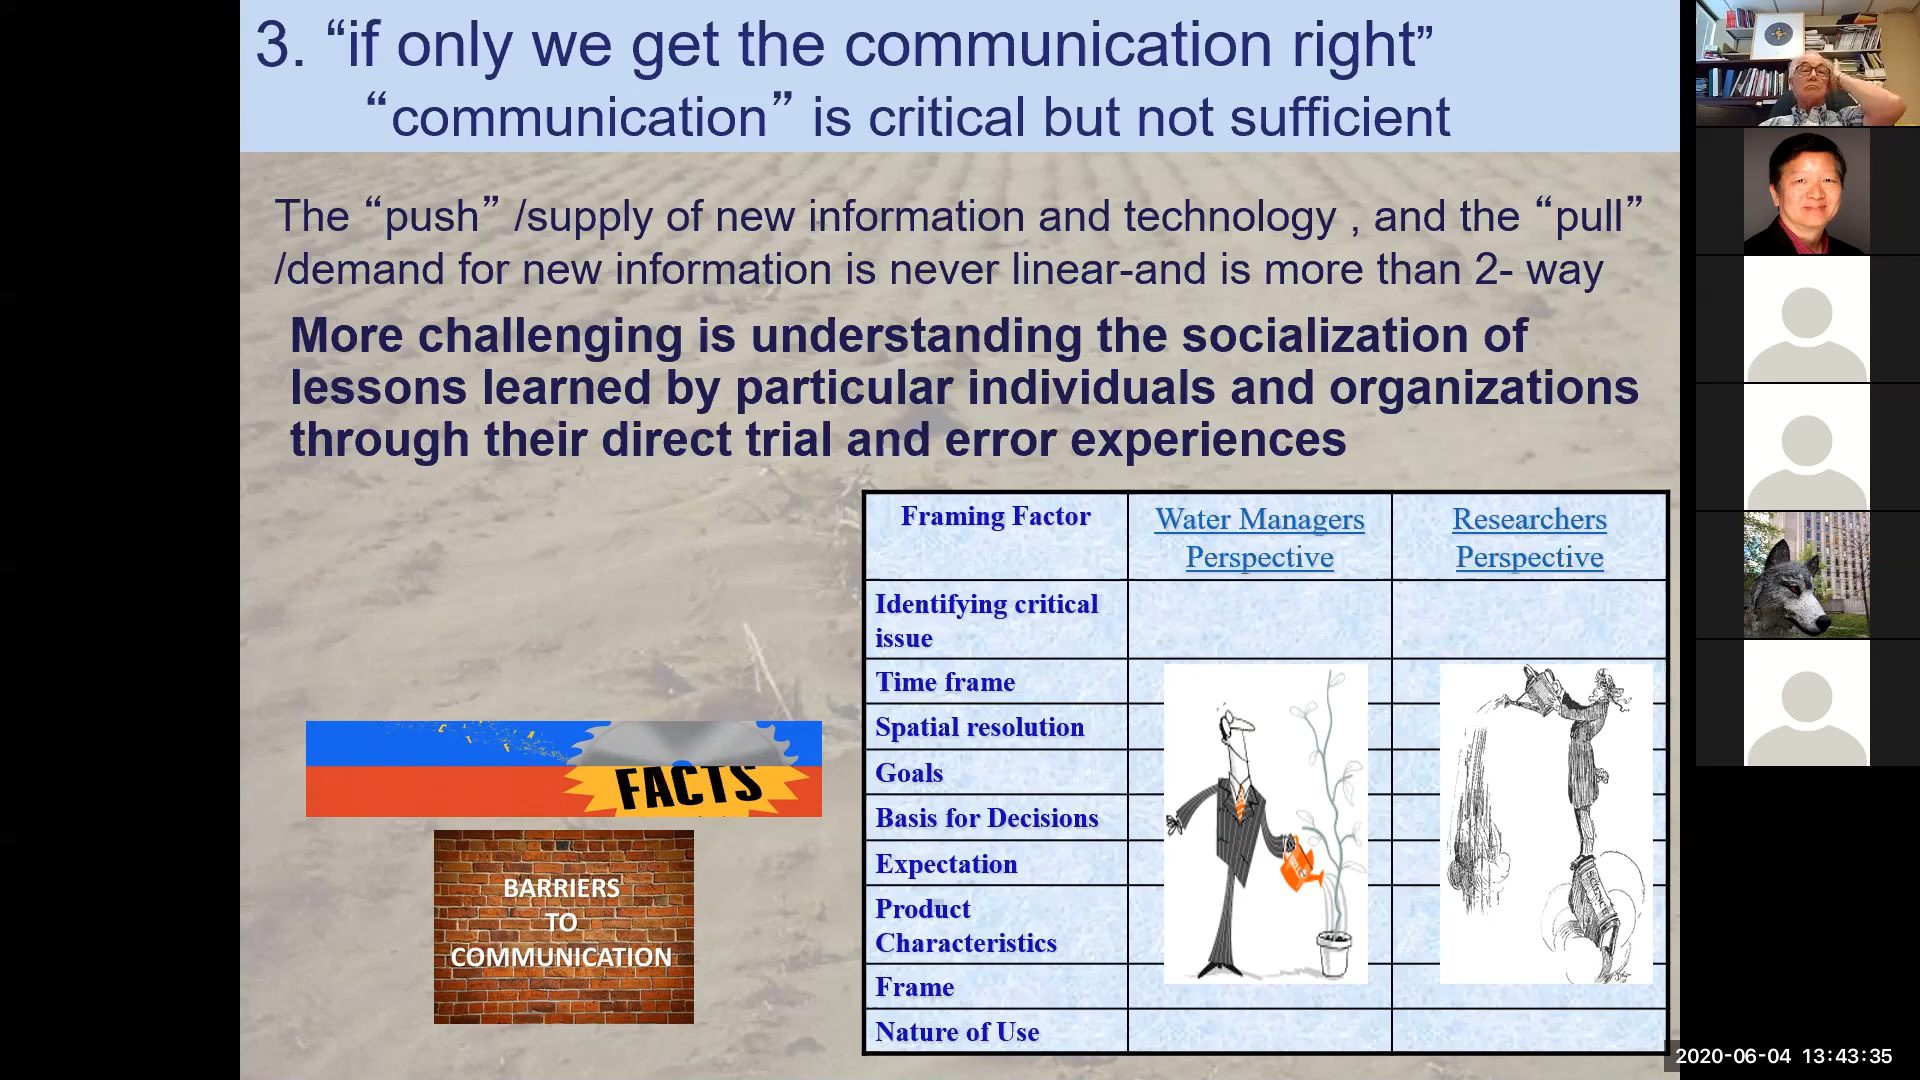 3. “if only we get the communication right”
“communication” is critical but not sufficient
The “push” /supply of new information and technology , and the “pull”
/demand for new information is never linear-and is more than 2- way
More challenging is understanding the socialization of
lessons learned by particular individuals and organizations
through their direct trial and error experiences
Framing Factor
Water Managers
Perspective
Researchers
Perspective
Identifying critical
issue
Time frame
Spatial resolution
Goals
Basis for Decisions
Expectation
Product
Characteristics
Frame
Nature of Use
FACTS
BARRIERS
TO
COMMUNICATION
2020-06-04 13:43:35